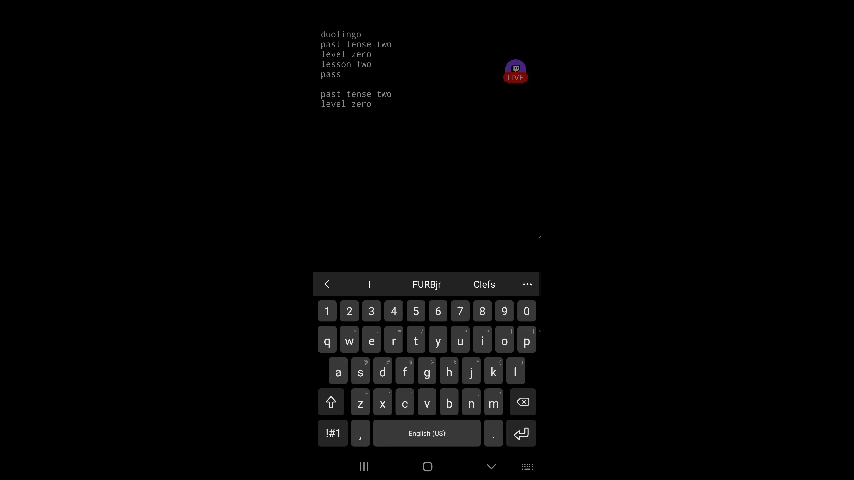 duolingo
past tense two
level zero
lesson two
pass
past tense two
level zero
LIVE
I FURBjr Clefs
1 2 3 4 5 6 7 8 9 0
q w e r t y u i o p
a s d f g h j k l
z x c v b n m
!#1 , English (US) .